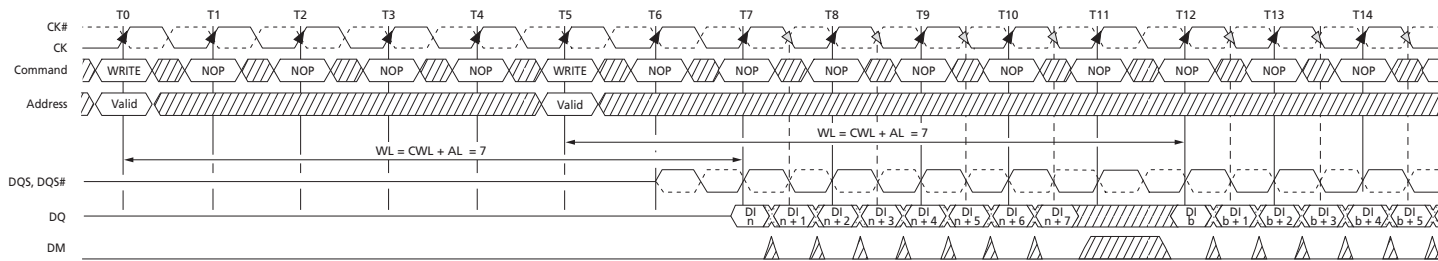 T0 T1 T2 T3 T4 T5 T6 T7 T8 T9 T10 T11 T12 T13 T14
CK#
CK
Command WRITE NOP NOP NOP NOP WRITE NOP NOP NOP NOP NOP NOP NOP NOP NOP
Address Valid Valid
WL = CWL + AL = 7
WL = CWL + AL = 7
DQS, DQS#
DQ DI n DI n + 1 DI n + 2 DI n + 3 DI n + 4 DI n + 5 DI n + 6 DI n + 7 DI b DI b + 1 DI b + 2 DI b + 3 DI b + 4 DI b + 5
DM